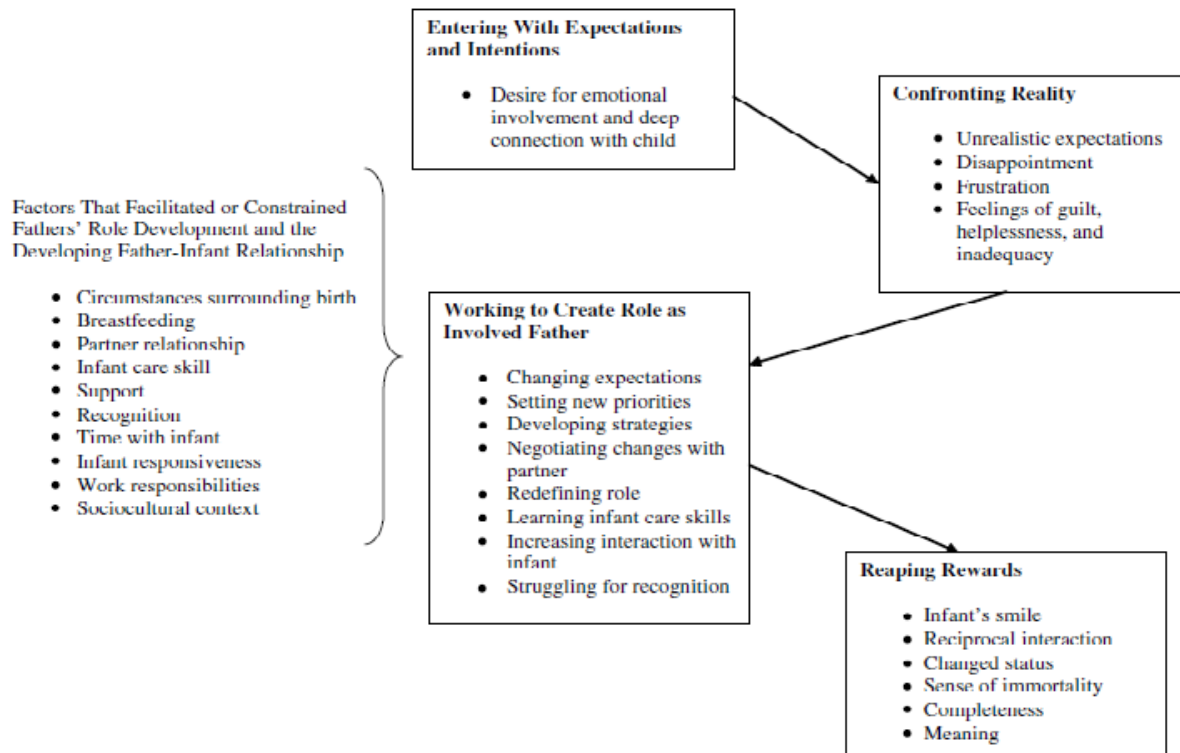 Entering With Expectations
and Intentions
• Desire for emotional
involvement and deep
connection with child
Confronting Reality
• Unrealistic expectations
• Disappointment
• Frustration
• Feelings of guilt,
helplessness, and
inadequacy
Factors That Facilitated or Constrained
Fathers' Role Development and the
Developing Father-Infant Relationship
• Circumstances surrounding birth
• Breastfeeding
• Partner relationship
• Infant care skill
• Support
• Recognition
• Time with infant
• Infant responsiveness
• Work responsibilities
• Sociocultural context
Working to Create Role as
Involved Father
• Changing expectations
• Setting new priorities
• Developing strategies
• Negotiating changes with
partner
• Redefining role
• Learning infant care skills
• Increasing interaction with
infant
• Struggling for recognition
Reaping Rewards
• Infant's smile
• Reciprocal interaction
• Changed status
• Sense of immortality
• Completeness
• Meaning